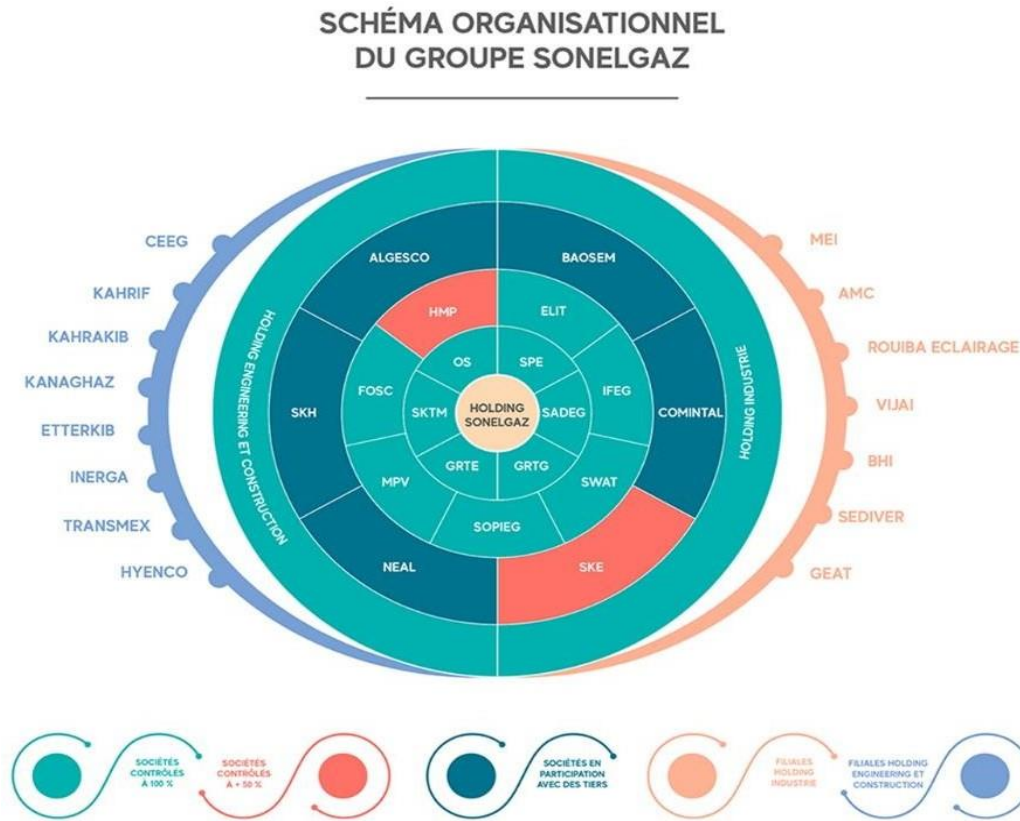 SCHÉMA ORGANISATIONNEL
DU GROUPE SONELGAZ
CEEG
KAHRIF
KAHRAKIB
KANAGHAZ
ETTERKIB
INERGA
TRANSMEX
HYENCO
HOLDING ENGINEERING ET CONSTRUCTION
ALGESCO
BAOSEM
HMP
ELIT
OS
SPE
FOSC
IFEG
SKH
SKTM
HOLDING
SONELGAZ
SADEG
COMINTAL
GRTE
GRTG
MPV
SWAT
SOPIEG
NEAL
SKE
HOLDING INDUSTRIE
MEI
AMC
ROUIBA ECLAIRAGE
VIJAI
BHI
SEDIVER
GEAT
SOCIÉTÉS
CONTRÔLES
À 100 %
SOCIÉTÉS
CONTRÔLES
À + 50 %
SOCIÉTÉS EN
PARTICIPATION
AVEC DES TIERS
FILIALES
HOLDING
INDUSTRIE
FILIALES HOLDING
ENGINEERING ET
CONSTRUCTION